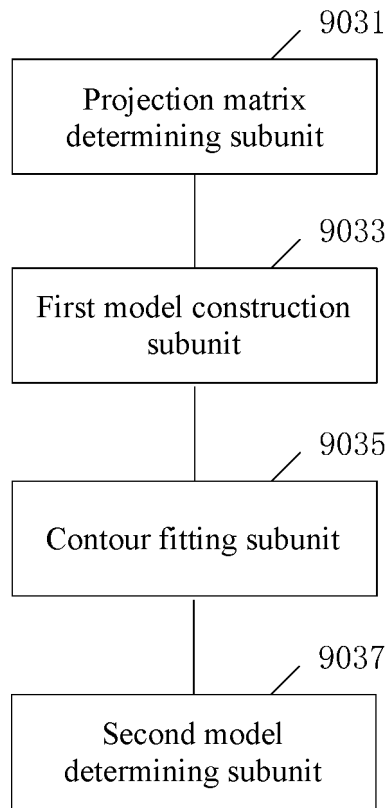 9031
Projection matrix
determining subunit
9033
First model construction
subunit
9035
Contour fitting subunit
9037
Second model
determining subunit